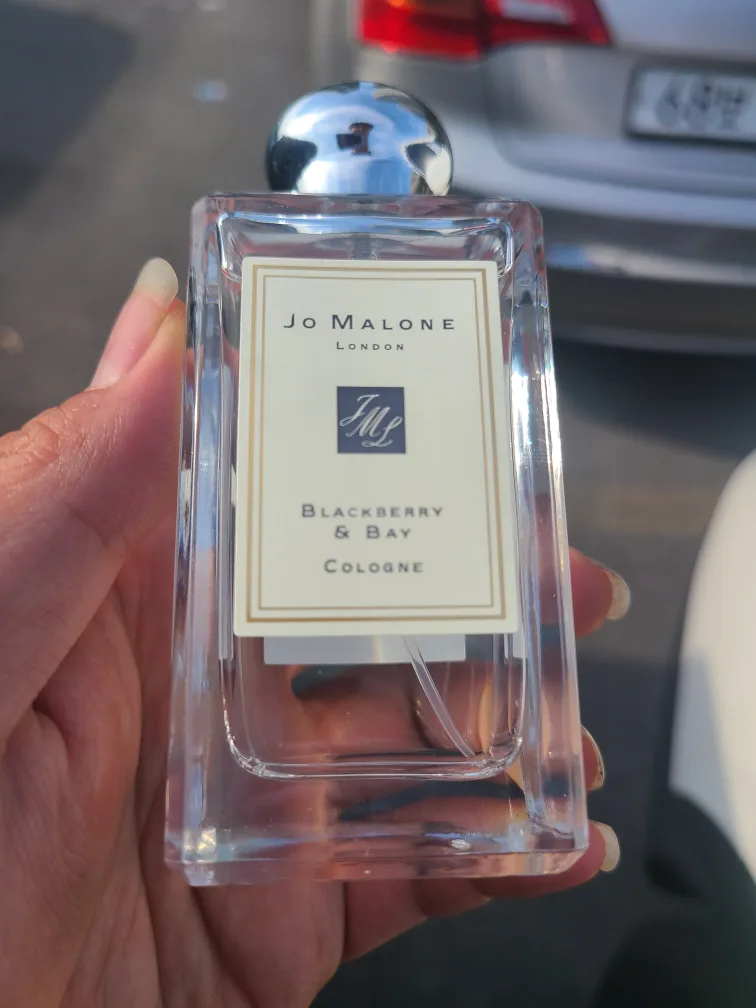 Jo Malone
London
JML
Blackberry
& Bay
Cologne